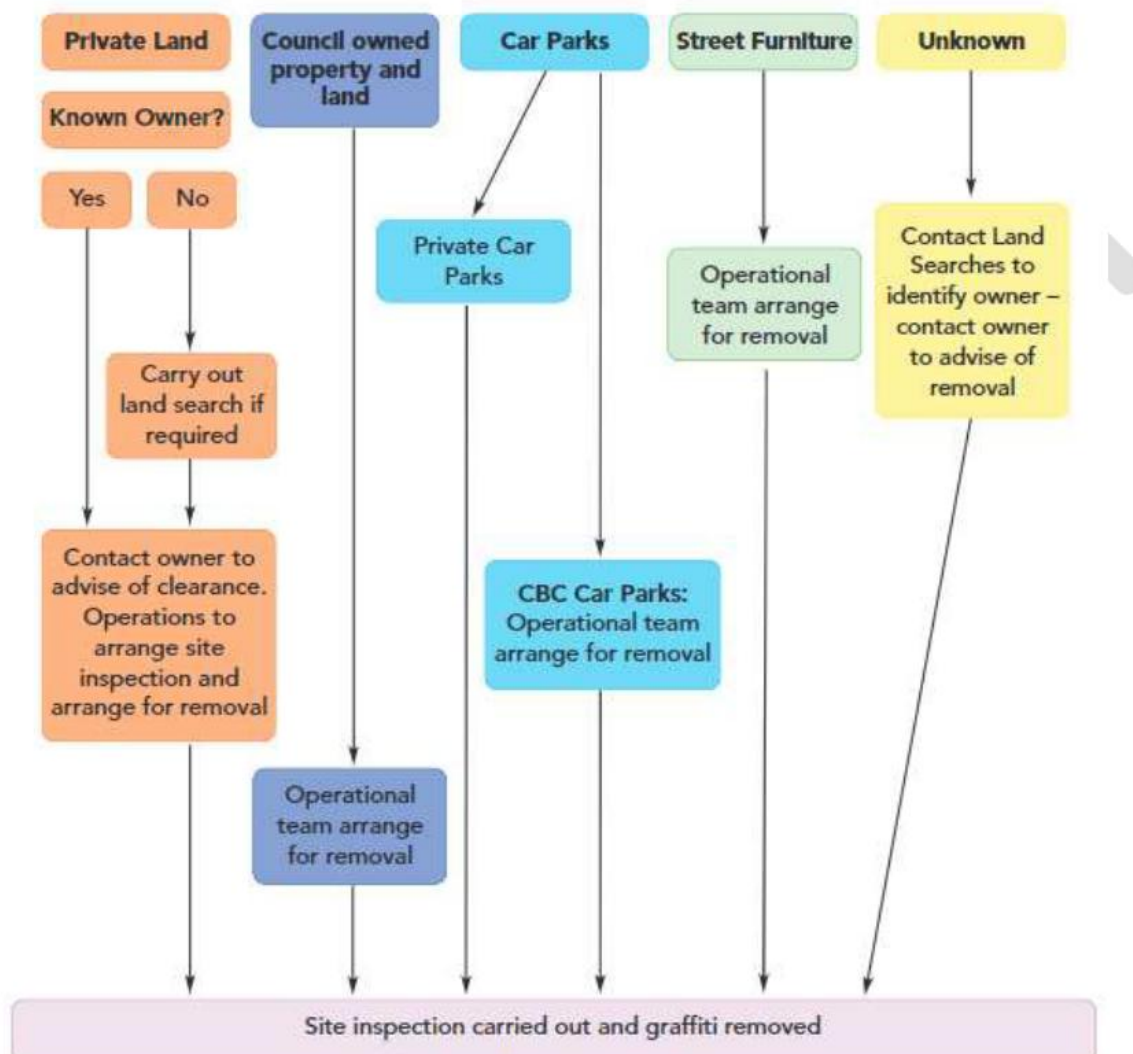 Private Land
Known Owner?
Yes
No
Carry out
land search if
required
Contact owner to
advise of clearance.
Operations to
arrange site
inspection and
arrange for removal
Council owned
property and
land
Operational
team arrange
for removal
Car Parks
Private Car
Parks
CBC Car Parks:
Operational team
arrange for removal
Street Furniture
Operational
team arrange
for removal
Unknown
Contact Land
Searches to
identify owner –
contact owner
to advise of
removal
Site inspection carried out and graffiti removed